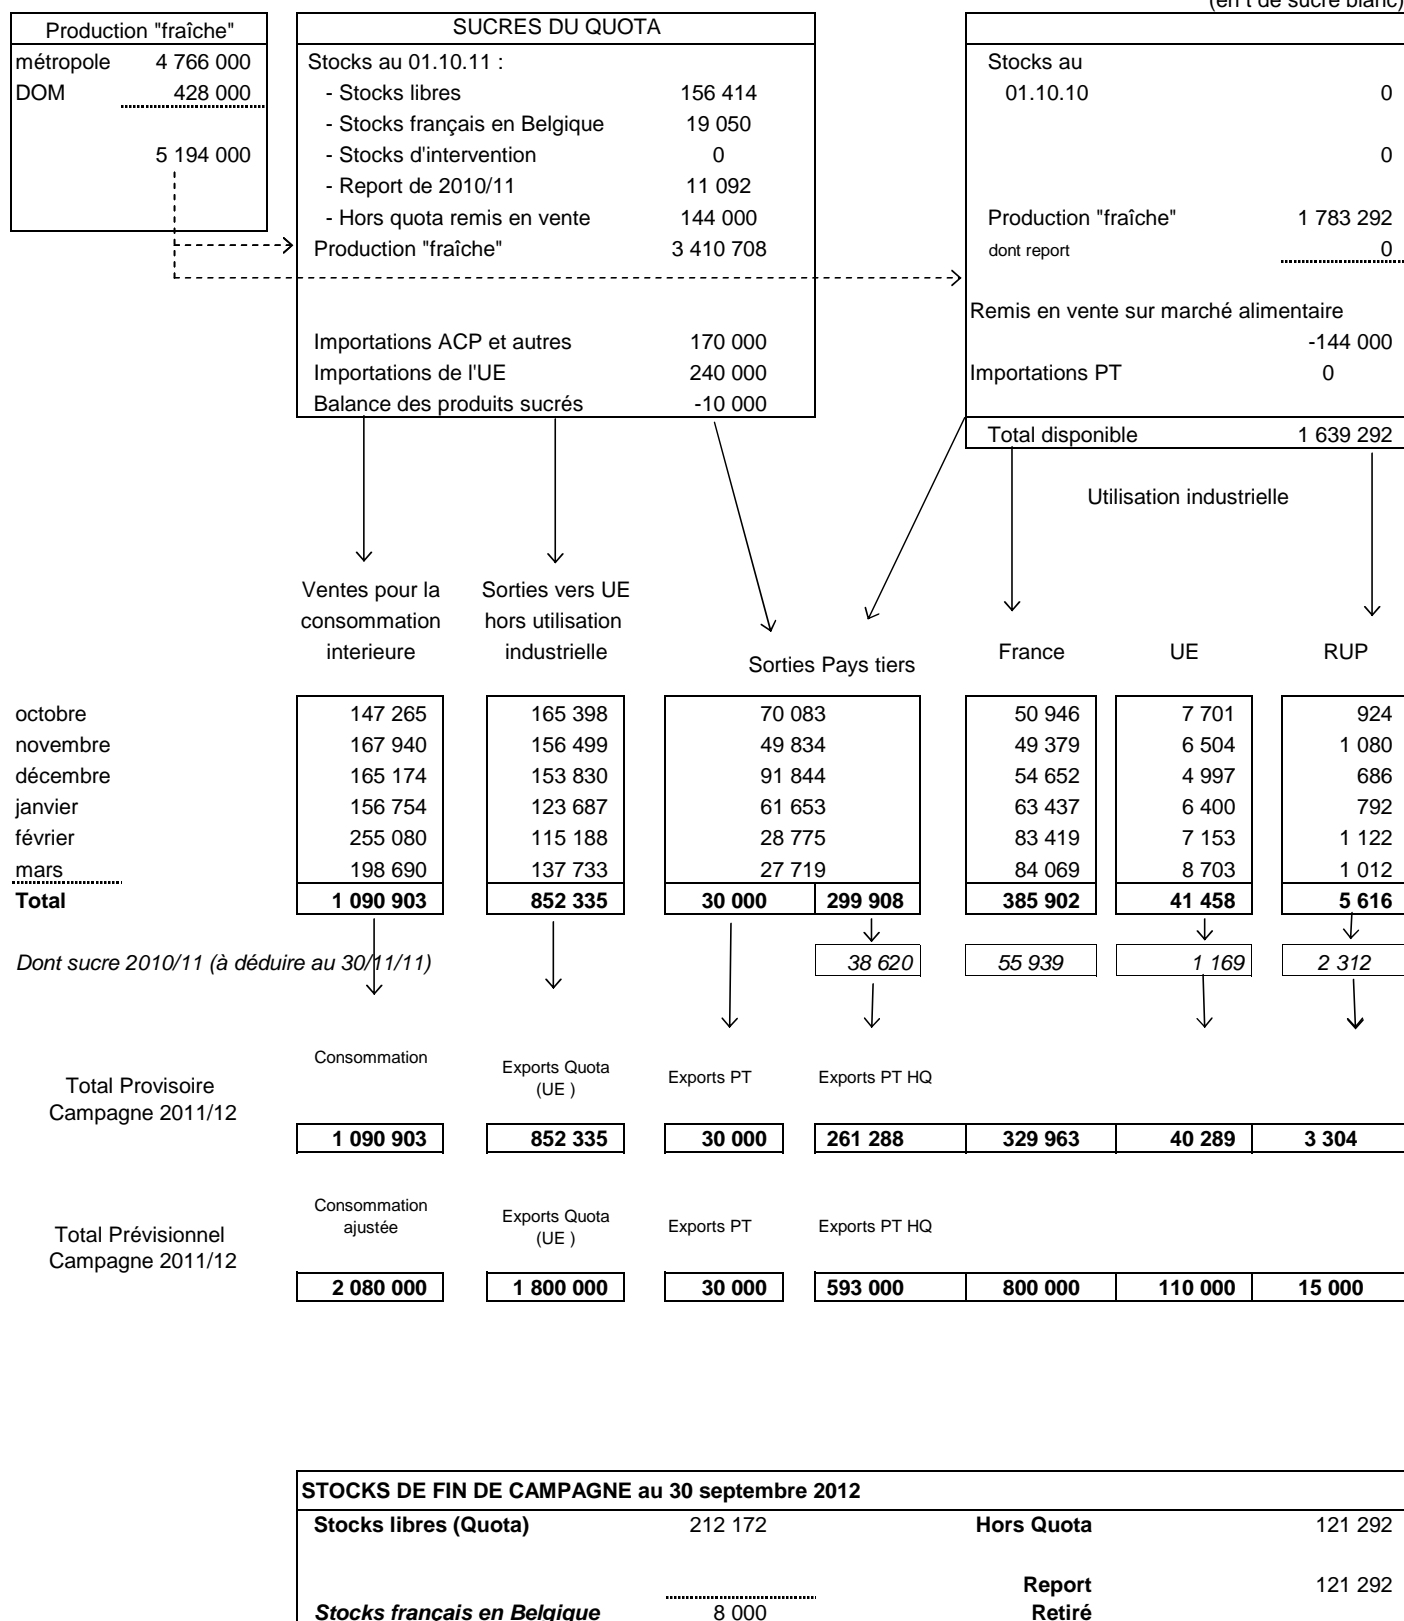 (en t de sucre blanc)
Production "fraîche"
métropole 4 766 000
DOM 428 000
5 194 000
SUCRES DU QUOTA
Stocks au 01.10.11 :
- Stocks libres 156 414
- Stocks français en Belgique 19 050
- Stocks d'intervention 0
- Report de 2010/11 11 092
- Hors quota remis en vente 144 000
Production "fraîche" 3 410 708
Importations ACP et autres 170 000
Importations de l'UE 240 000
Balance des produits sucrés -10 000
Stocks au
01.10.10 0
0
Production "fraîche" 1 783 292
dont report 0
Remis en vente sur marché alimentaire
-144 000
Importations PT 0
Total disponible 1 639 292
Utilisation industrielle
Ventes pour la
consommation
interieure
Sorties vers UE
hors utilisation
industrielle
Sorties Pays tiers
France UE RUP
octobre 147 265 165 398 70 083 50 946 7 701 924
novembre 167 940 156 499 49 834 49 379 6 504 1 080
décembre 165 174 153 830 91 844 54 652 4 997 686
janvier 156 754 123 687 61 653 63 437 6 400 792
février 255 080 115 188 28 775 83 419 7 153 1 122
mars 198 690 137 733 27 719 84 069 8 703 1 012
Total 1 090 903 852 335 30 000 299 908 385 902 41 458 5 616
Dont sucre 2010/11 (à déduire au 30/11/11) 38 620 55 939 1 169 2 312
Total Provisoire
Campagne 2011/12
Consommation
Exports Quota
(UE )
Exports PT
Exports PT HQ
1 090 903 852 335 30 000 261 288 329 963 40 289 3 304
Total Prévisionnel
Campagne 2011/12
Consommation
ajustée
Exports Quota
(UE )
Exports PT
Exports PT HQ
2 080 000 1 800 000 30 000 593 000 800 000 110 000 15 000
STOCKS DE FIN DE CAMPAGNE au 30 septembre 2012
Stocks libres (Quota) 212 172 Hors Quota 121 292
Report 121 292
Stocks français en Belgique 8 000 Retiré